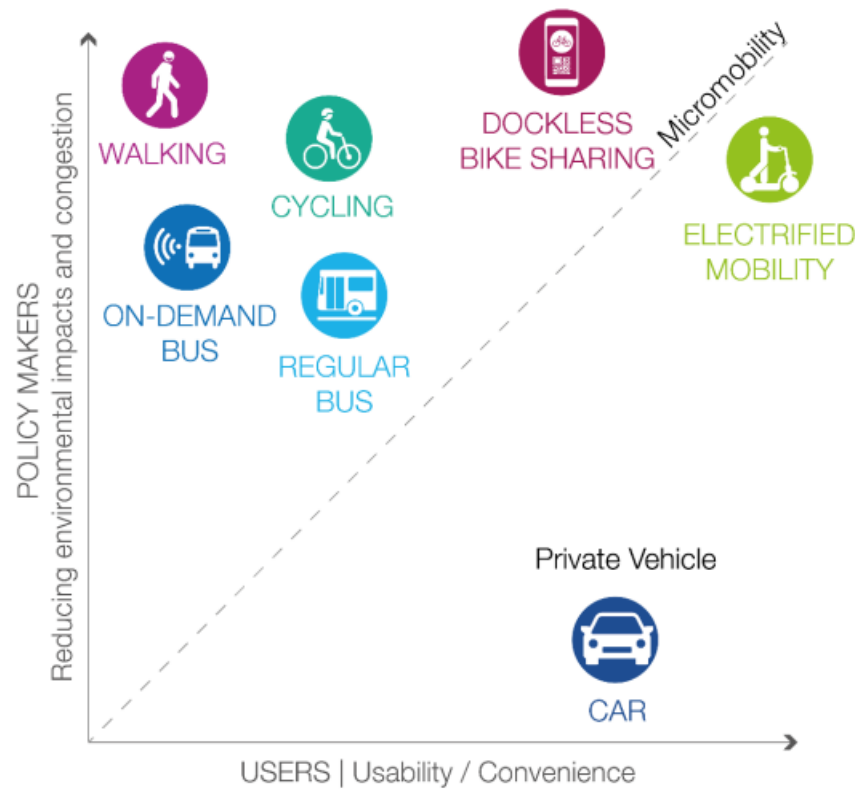 POLICY MAKERS
Reducing environmental impacts and congestion
WALKING
CYCLING
DOCKLESS
BIKE SHARING
Micromobility
ELECTRIFIED
MOBILITY
ON-DEMAND
BUS
REGULAR
BUS
Private Vehicle
CAR
USERS | Usability / Convenience